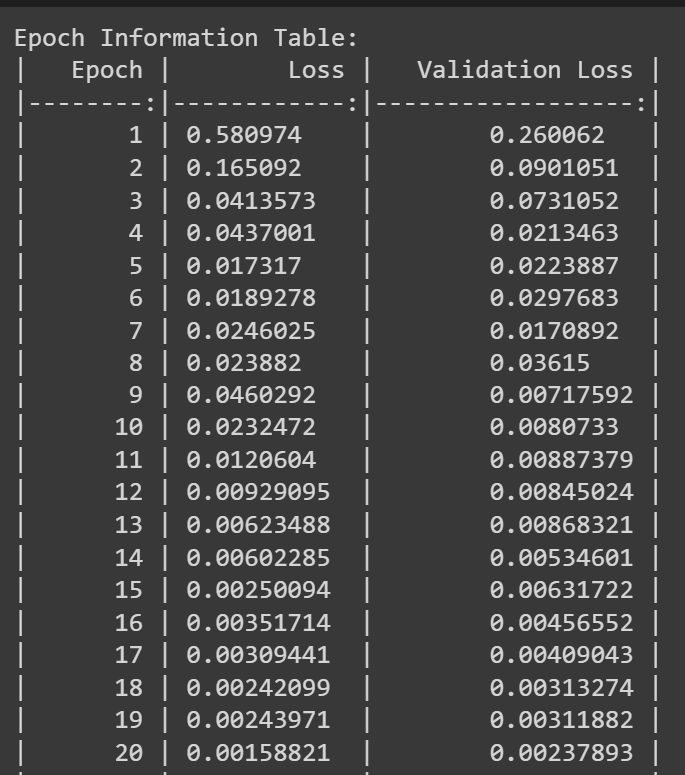 Epoch Information Table:
|   Epoch |        Loss |   Validation Loss |
|--------:|------------:|------------------:|
|       1 | 0.580974    |        0.260062   |
|       2 | 0.165092    |        0.0901051  |
|       3 | 0.0413573   |        0.0731052  |
|       4 | 0.0437001   |        0.0213463  |
|       5 | 0.017317    |        0.0223887  |
|       6 | 0.0189278   |        0.0297683  |
|       7 | 0.0246025   |        0.0170892  |
|       8 | 0.023882    |        0.03615    |
|       9 | 0.0460292   |        0.00717592 |
|      10 | 0.0232472   |        0.0080733  |
|      11 | 0.0120604   |        0.00887379 |
|      12 | 0.00929095  |        0.00845024 |
|      13 | 0.00623488  |        0.00868321 |
|      14 | 0.00602285  |        0.00534601 |
|      15 | 0.00250094  |        0.00631722 |
|      16 | 0.00351714  |        0.00456552 |
|      17 | 0.00309441  |        0.00409043 |
|      18 | 0.00242099  |        0.00313274 |
|      19 | 0.00243971  |        0.00311882 |
|      20 | 0.00158821  |        0.00237893 |